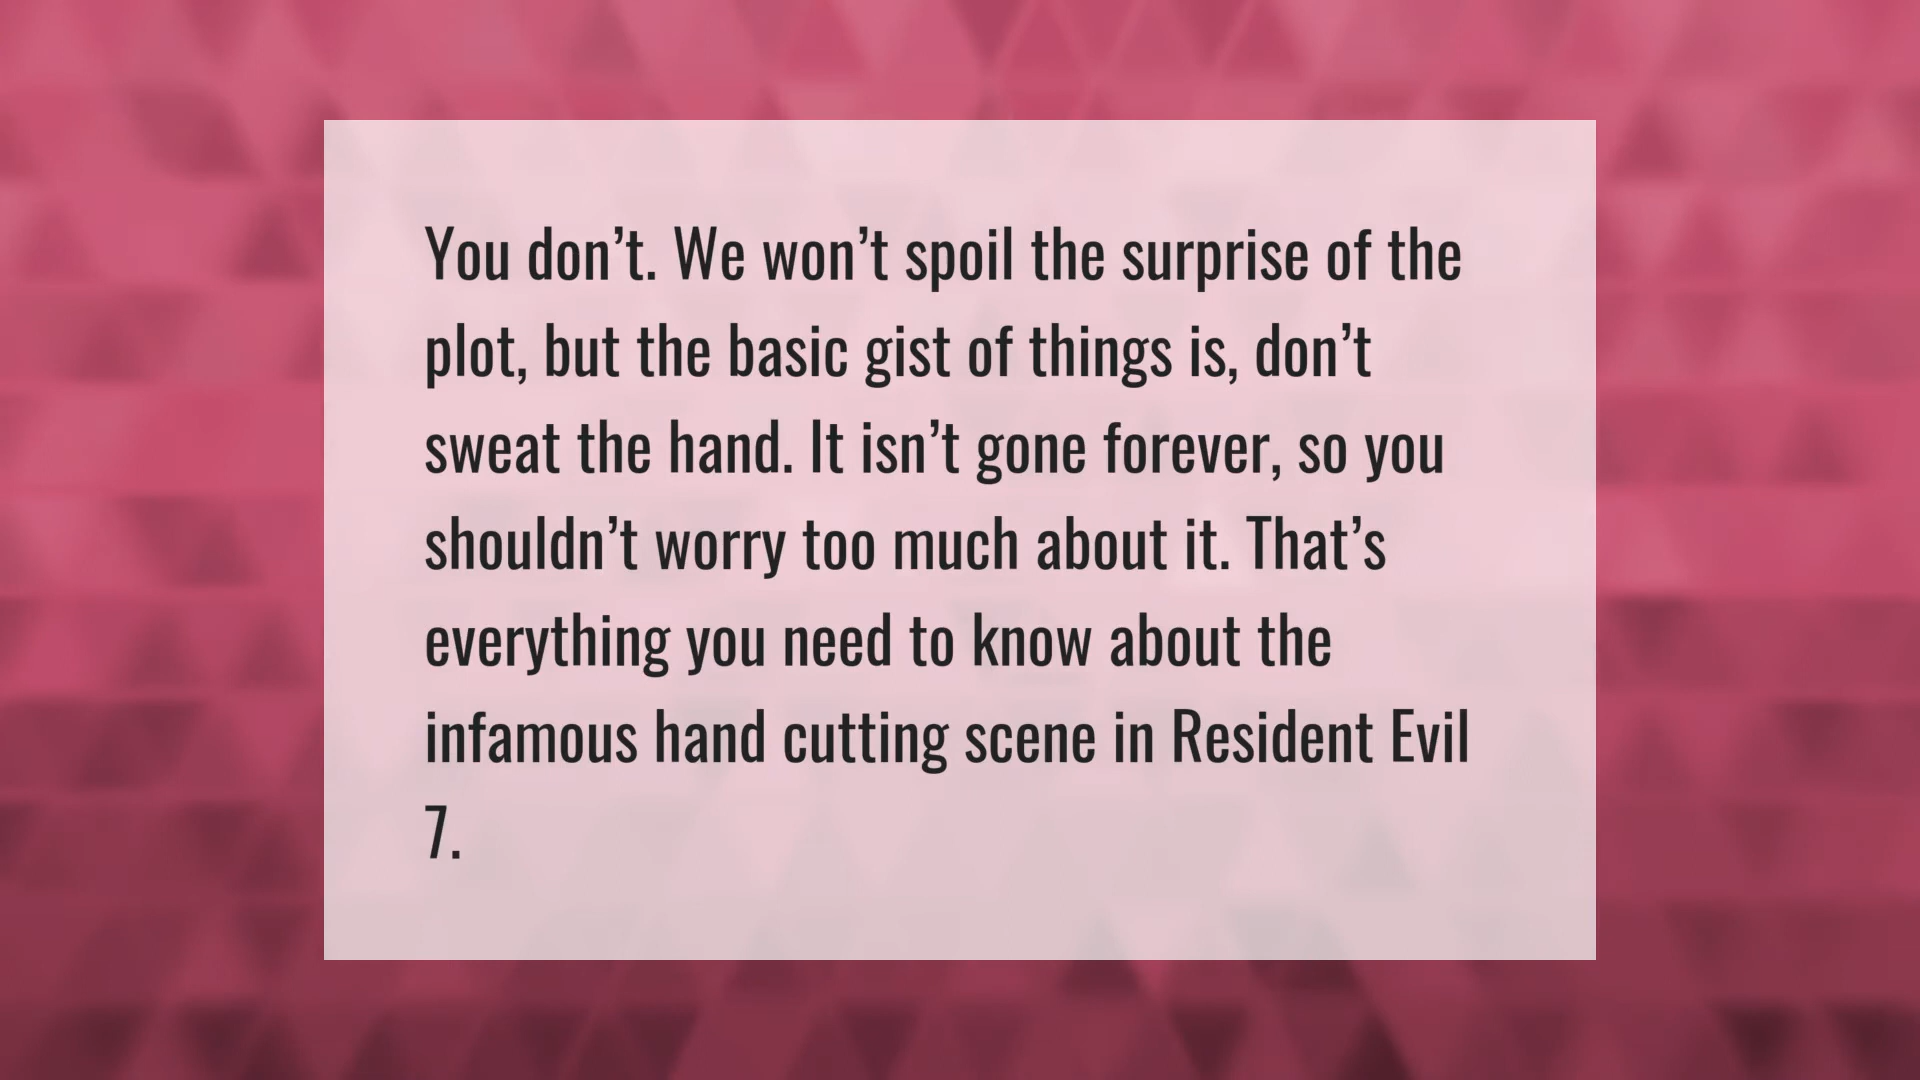 You don’t. We won’t spoil the surprise of the
plot, but the basic gist of things is, don’t
sweat the hand. It isn’t gone forever, so you
shouldn’t worry too much about it. That’s
everything you need to know about the
infamous hand cutting scene in Resident Evil
7.